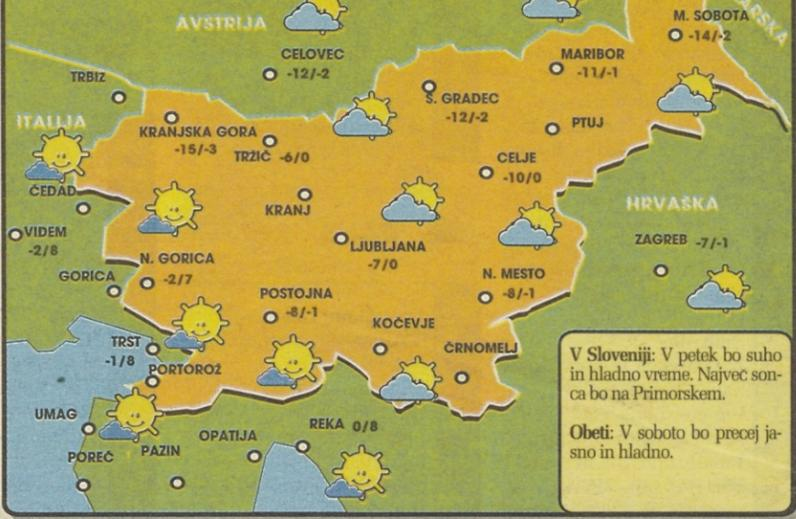 M. SOBOTA
-14/-2
AVSTRIJA
CELOVEC
-12/-2
MARIBOR
-11/-1
TRBIZ
Š. GRADEC
-12/-2
PTUJ
ITALIJA
KRANJSKA GORA
-15/-3
TRŽIČ -6/0
CELJE
-10/0
ČEDAD
KRANJ
HRVAŠKA
VIDEM
-2/8
LJUBLJANA
-7/0
ZAGREB -7/-1
N. GORICA
-2/7
GORICA
N. MESTO
-8/-1
POSTOJNA
-8/-1
KOČEVJE
TRST
-1/8
ČRNOMELJ
PORTOROŽ
V Sloveniji: V petek bo suho
in hladno vreme. Največ son-
ca bo na Primorskem.
UMAG
REKA 0/8
OPATIJA
Obeti: V soboto bo precej ja-
sno in hladno.
POREČ
PAZIN